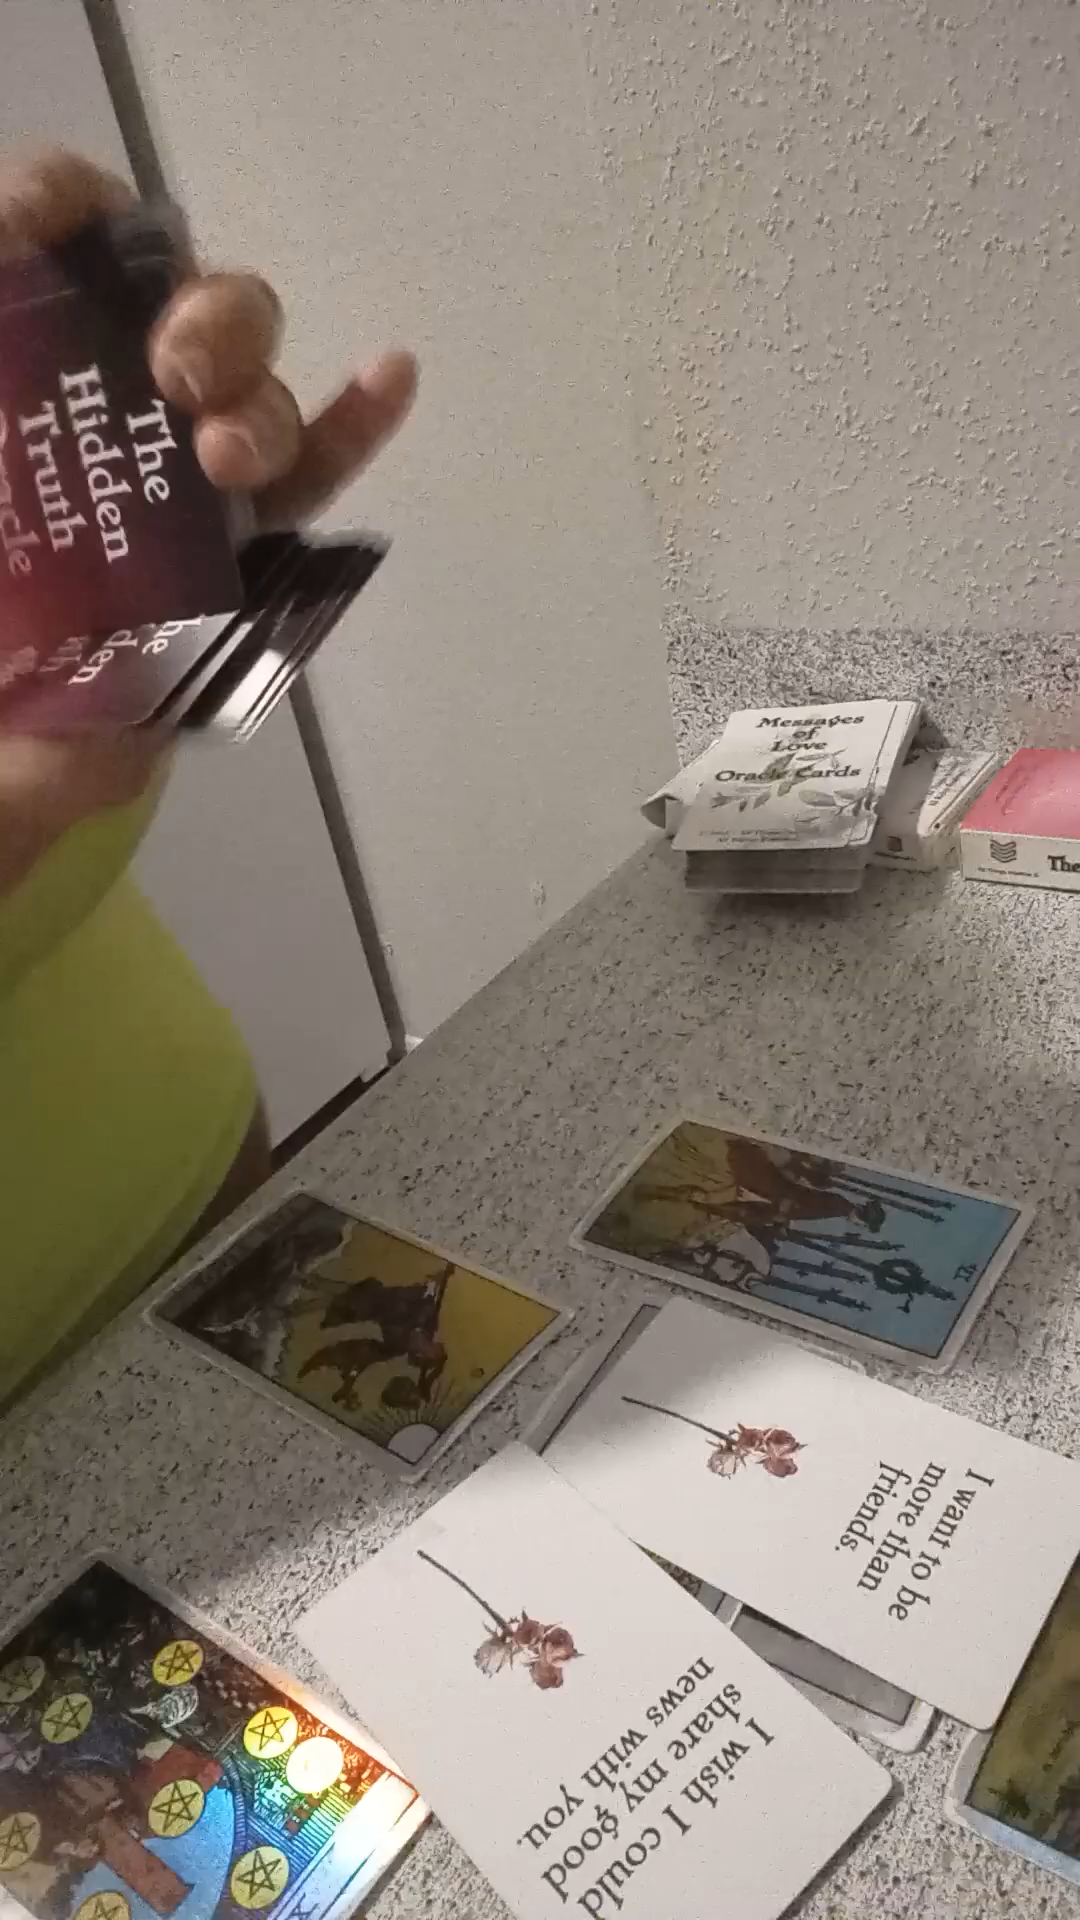 The
Hidden
Truth
Messages
of
Love
Oracle Cards
The
VI
I want to be
more than
friends.
I wish I could
share my good
news with you.